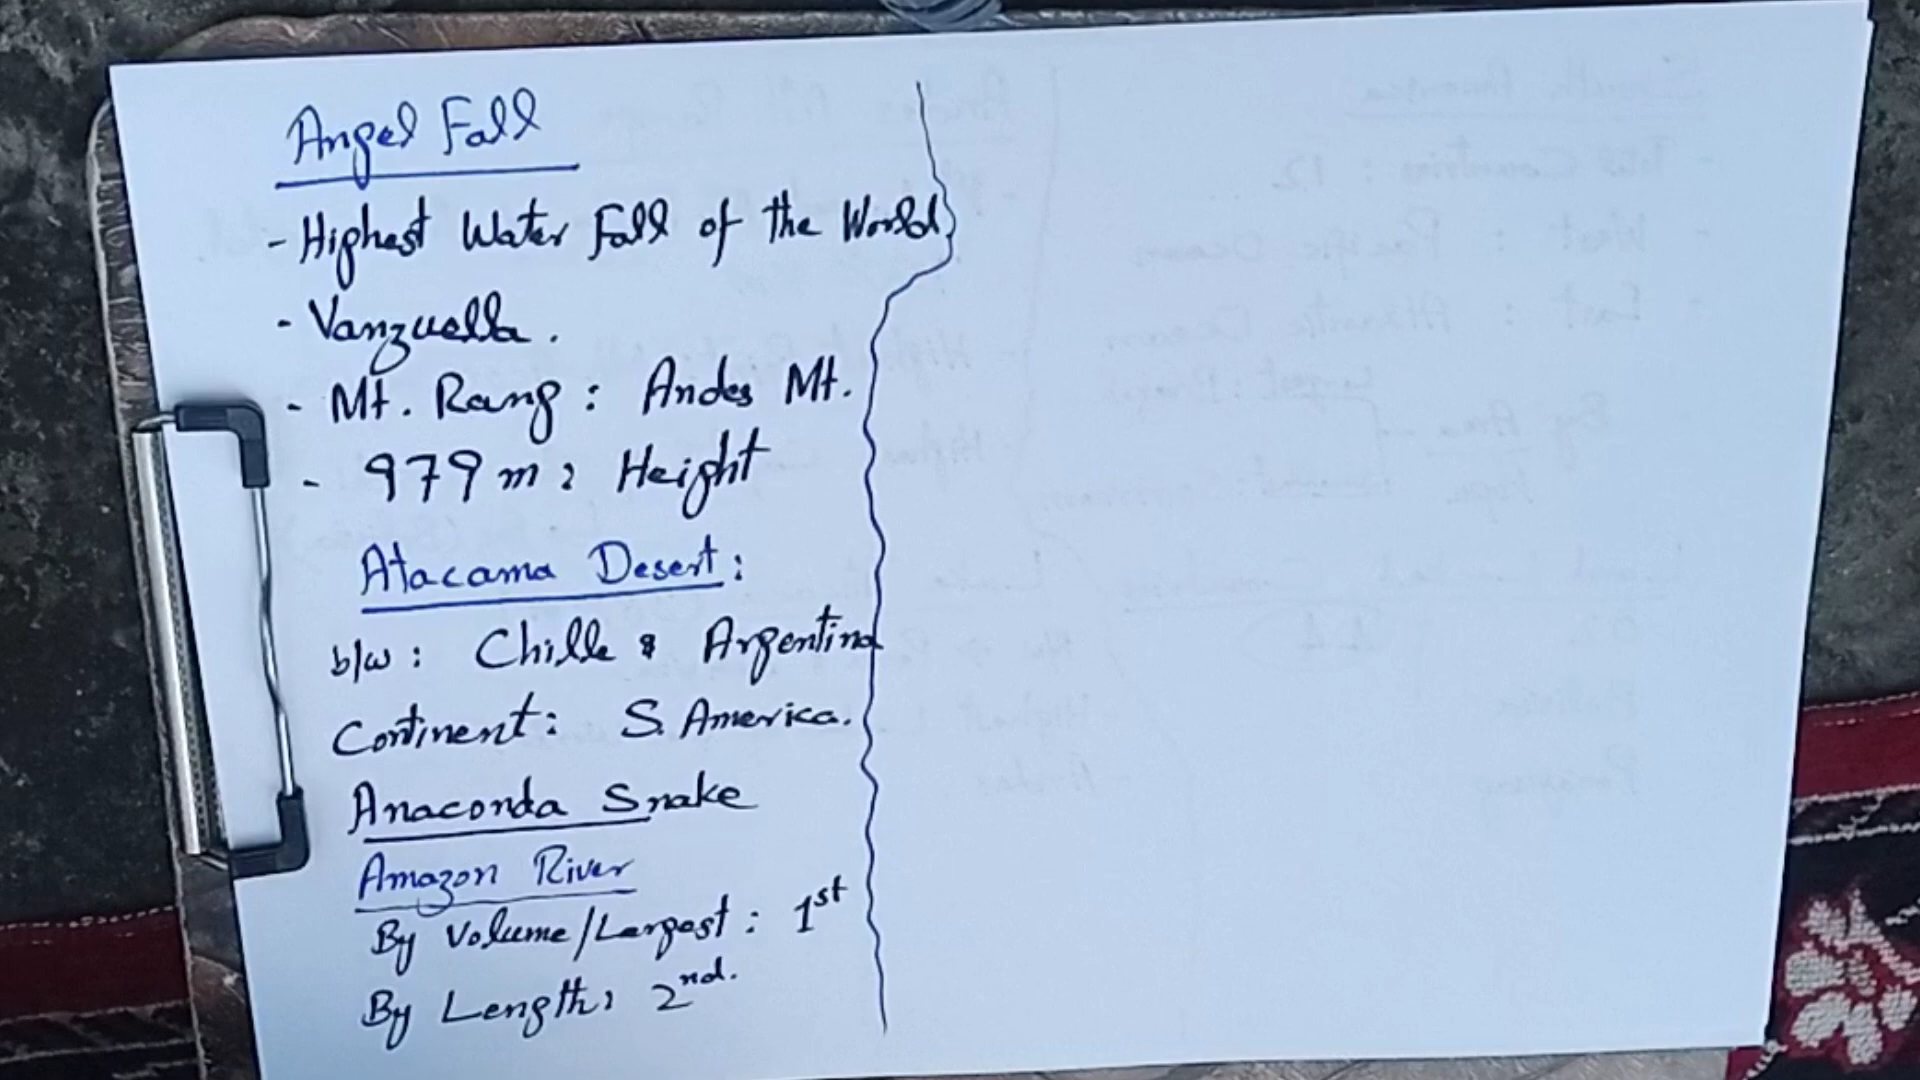 Angel Fall
- Highest Water Fall of the World
- Vanzuella.
- Mt. Rang : Andes Mt.
- 979 m : Height
Atacama Desert :
b/w : Chille & Argentina
Continent : S. America.
Anaconda Snake
Amazon River
By Volume/Largest : 1st
By Length : 2nd.